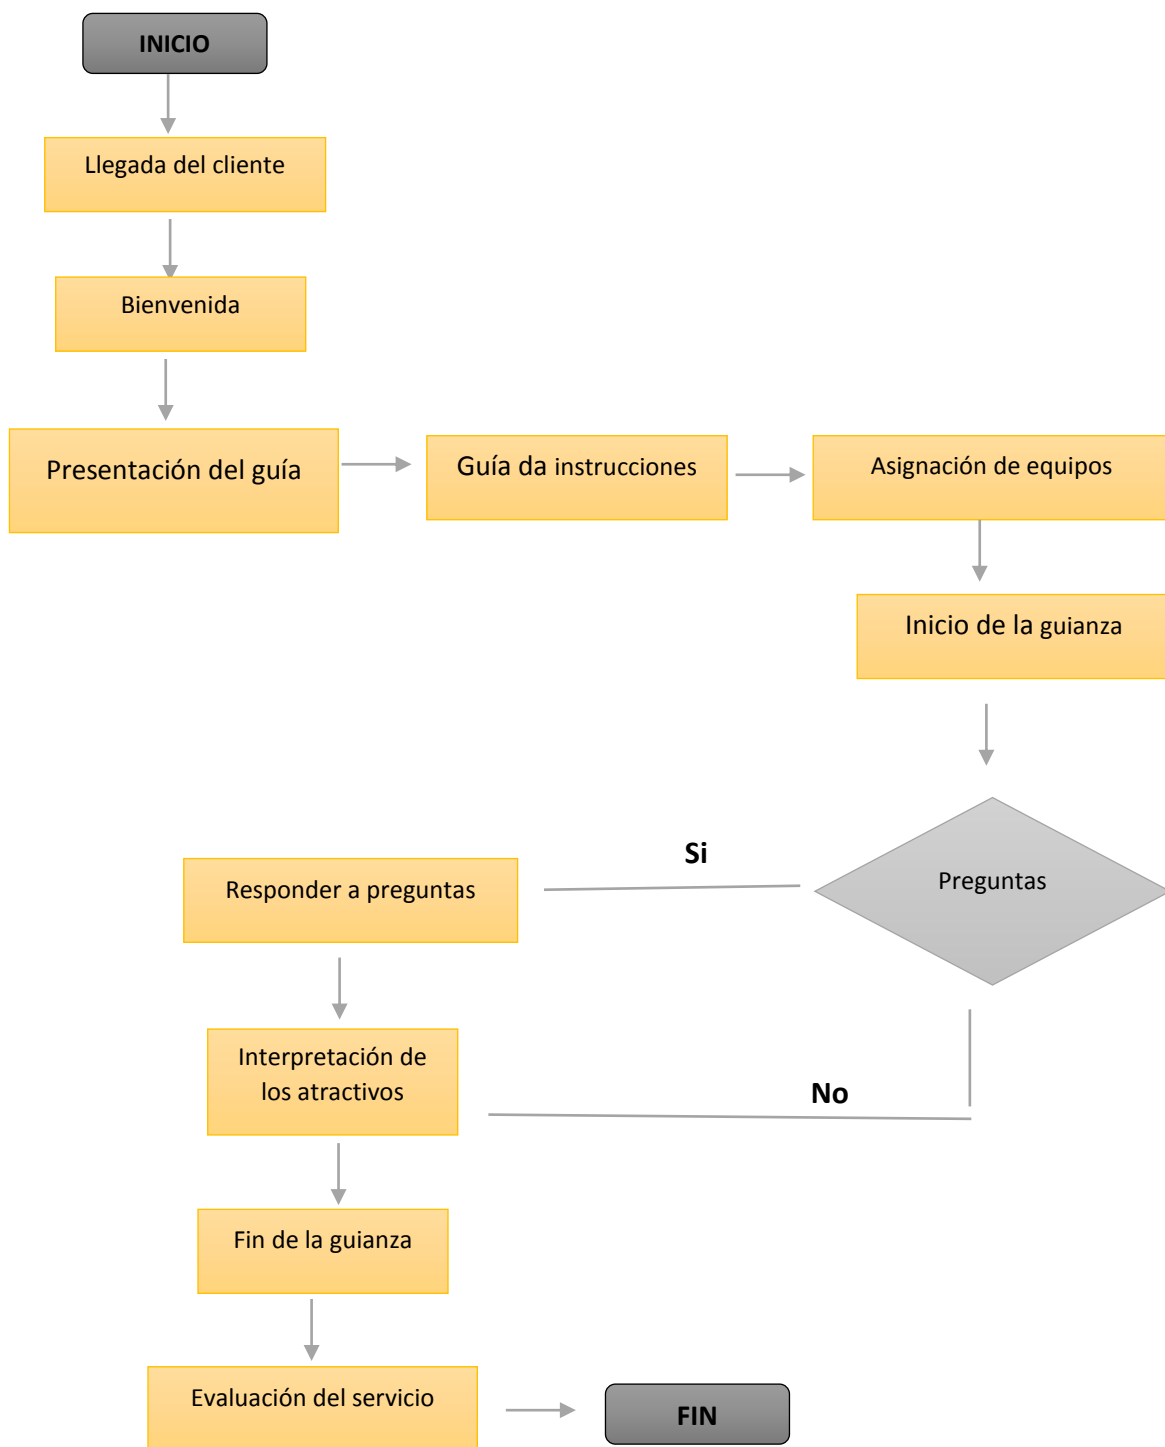 INICIO
Llegada del cliente
Bienvenida
Presentación del guía
Guía da instrucciones
Asignación de equipos
Inicio de la guianza
Preguntas
Si
Responder a preguntas
Interpretación de
los atractivos
No
Fin de la guianza
Evaluación del servicio
FIN